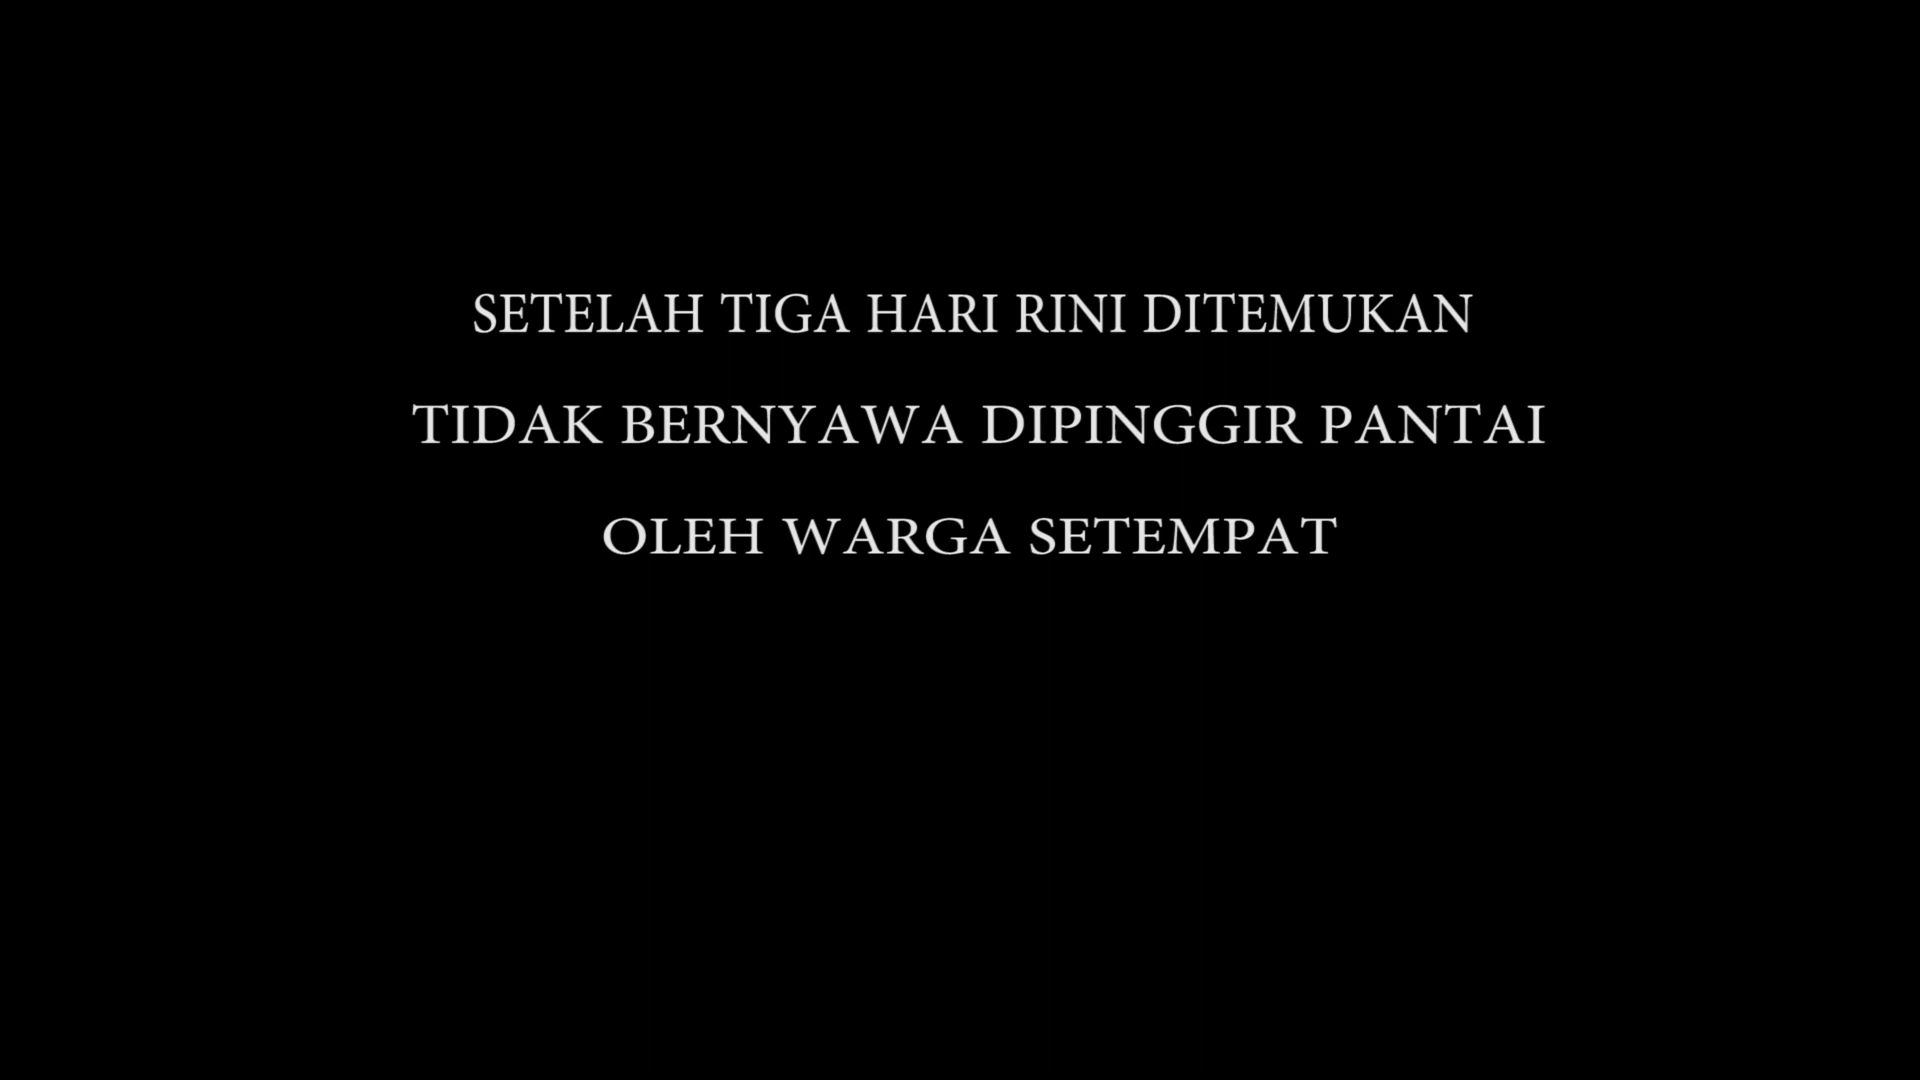 SETELAH TIGA HARI RINI DITEMUKAN
TIDAK BERNYAWA DIPINGGIR PANTAI
OLEH WARGA SETEMPAT